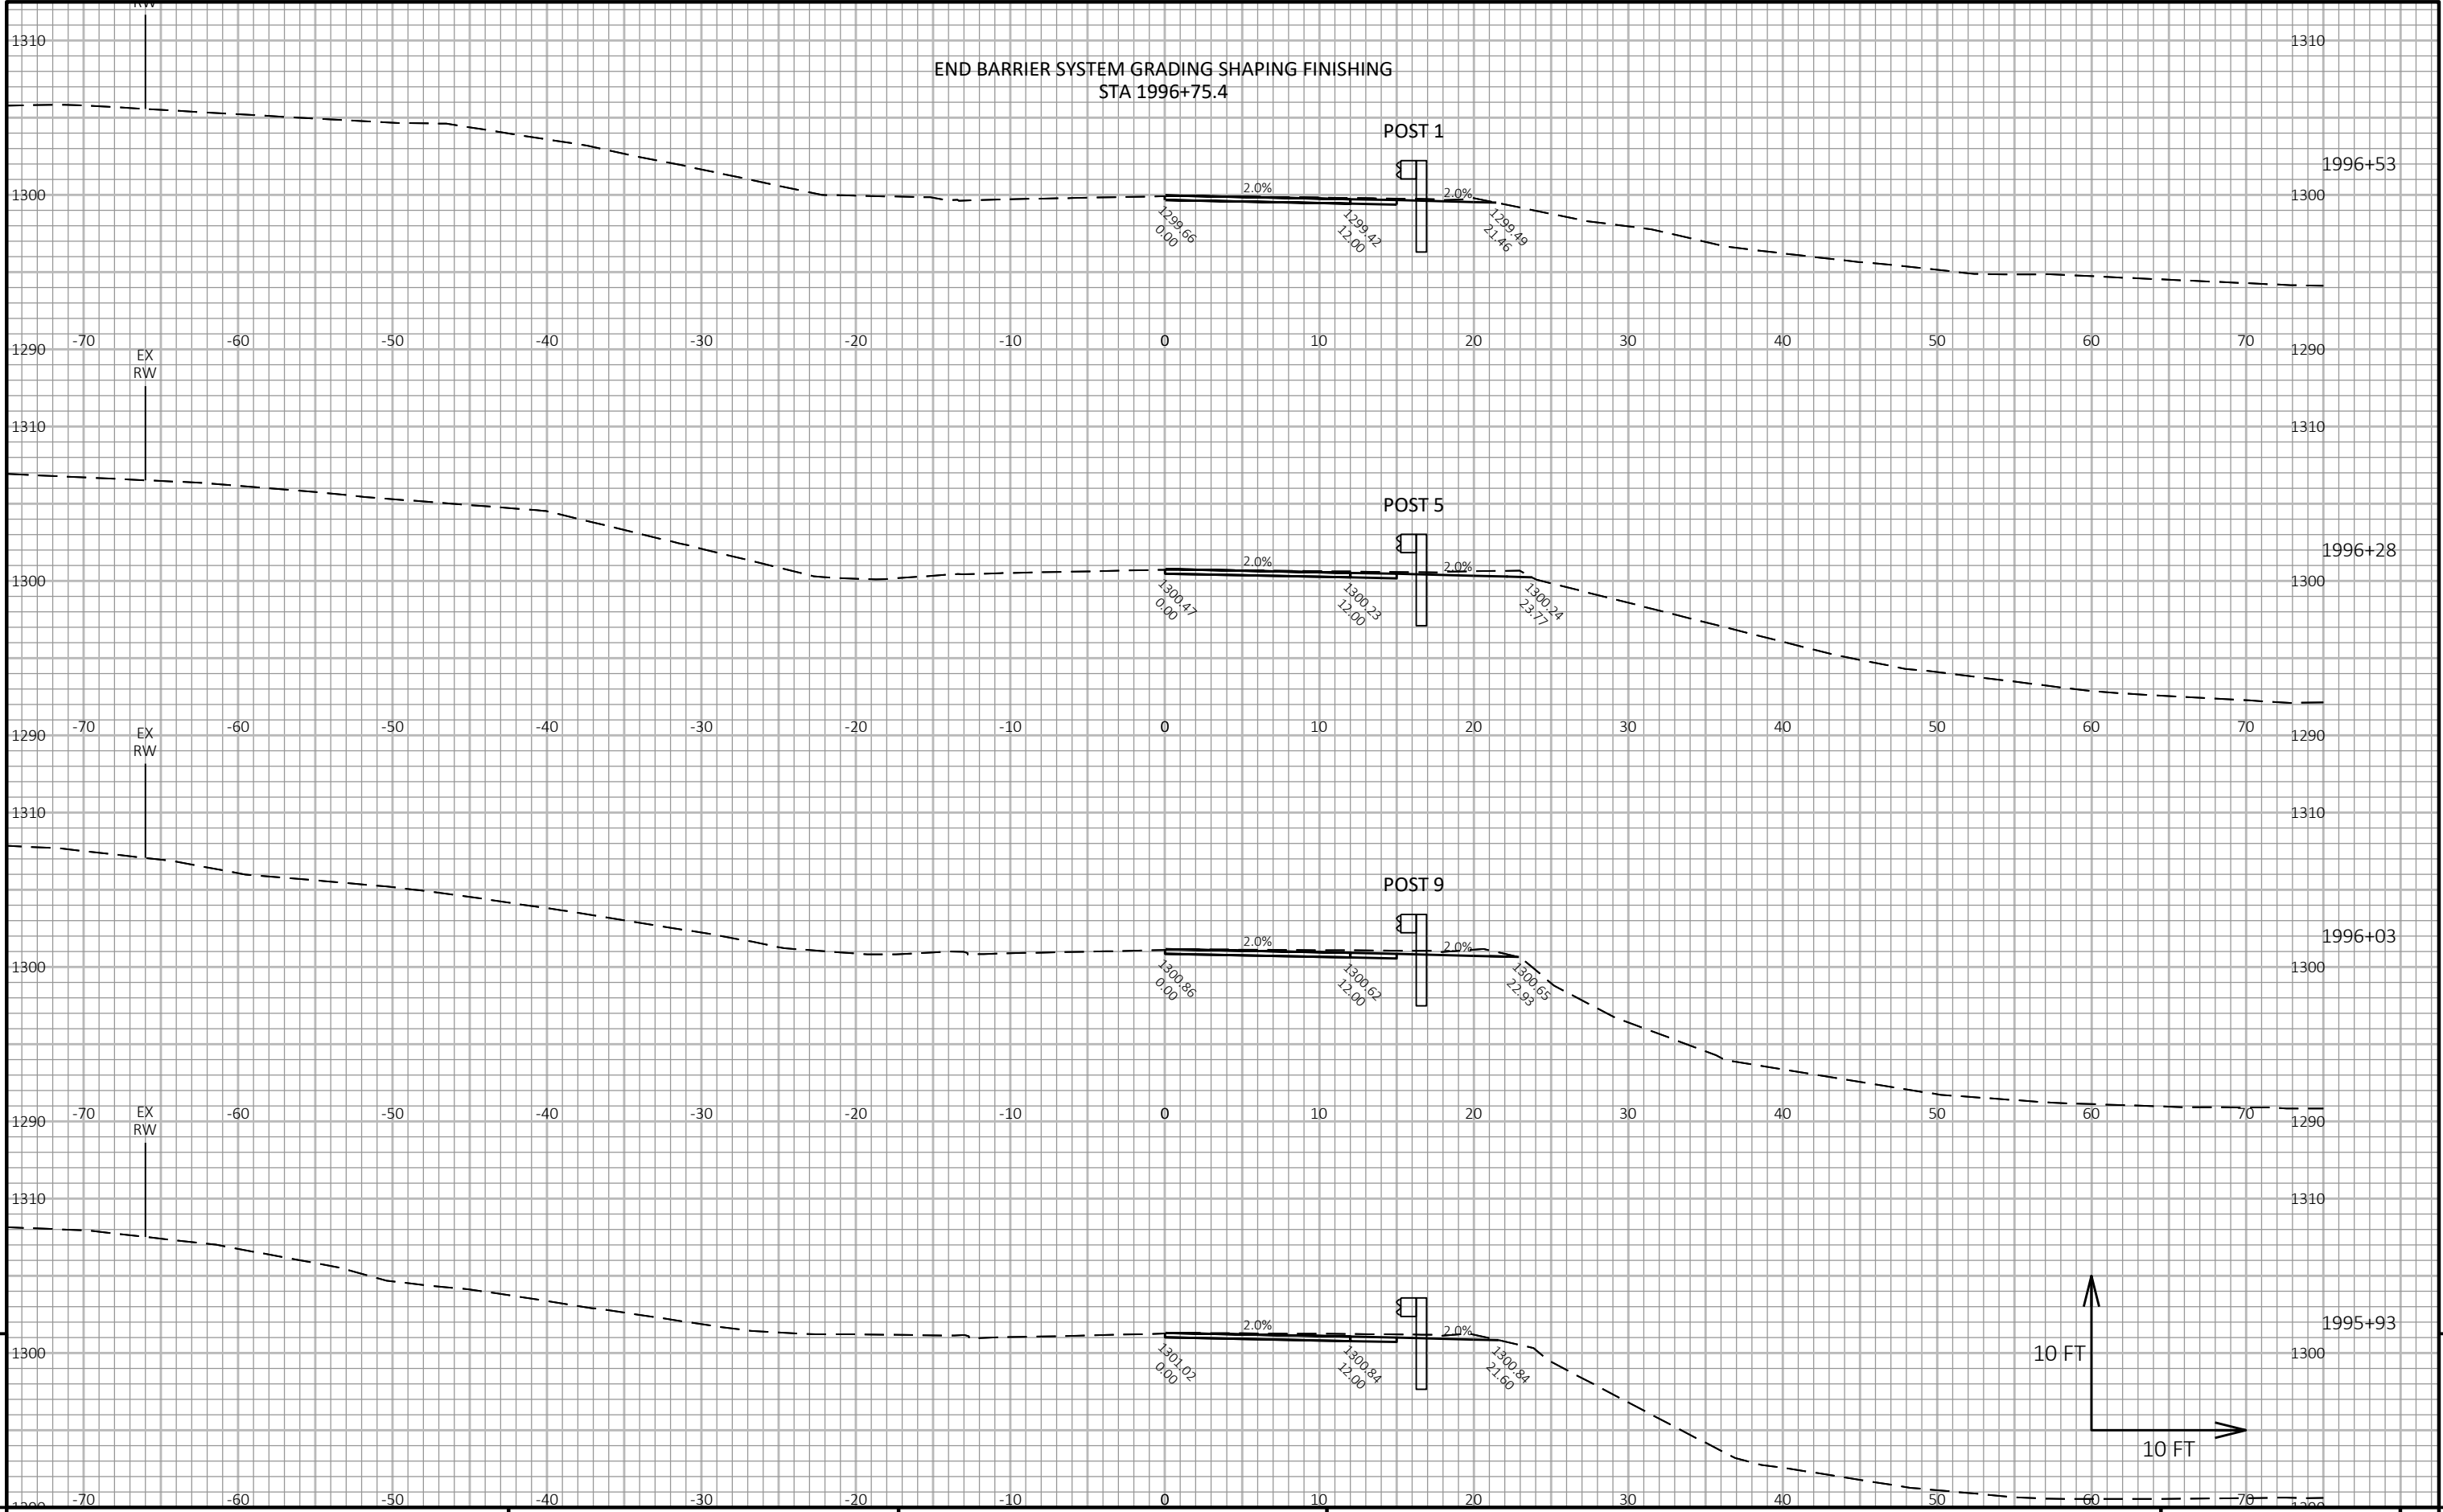 RW
1310 1310
END BARRIER SYSTEM GRADING SHAPING FINISHING
STA 1996+75.4
POST 1
1996+53
1300 2.0% 2.0% 1300
1299.66 1299.42 1299.49
0.00 12.00 21.46
-70 -60 -50 -40 -30 -20 -10 0 10 20 30 40 50 60 70
1290 1290
EX
RW
1310 1310
POST 5
1996+28
2.0% 2.0%
1300 1300
1300.47 1300.23 1300.24
0.00 12.00 23.77
-70 -60 -50 -40 -30 -20 -10 0 10 20 30 40 50 60 70
1290 1290
EX
RW
1310 1310
POST 9
1996+03
2.0% 2.0%
1300 1300
1300.86 1300.62 1300.65
0.00 12.00 22.93
-70 -60 -50 -40 -30 -20 -10 0 10 20 30 40 50 60 70
1290 1290
EX
RW
1310 1310
1995+93
2.0% 2.0%
1300 10 FT 1300
1301.02 1300.84 1300.84
0.00 12.00 21.60
10 FT
-70 -60 -50 -40 -30 -20 -10 0 10 20 30 40 50 60 70
1290 1290